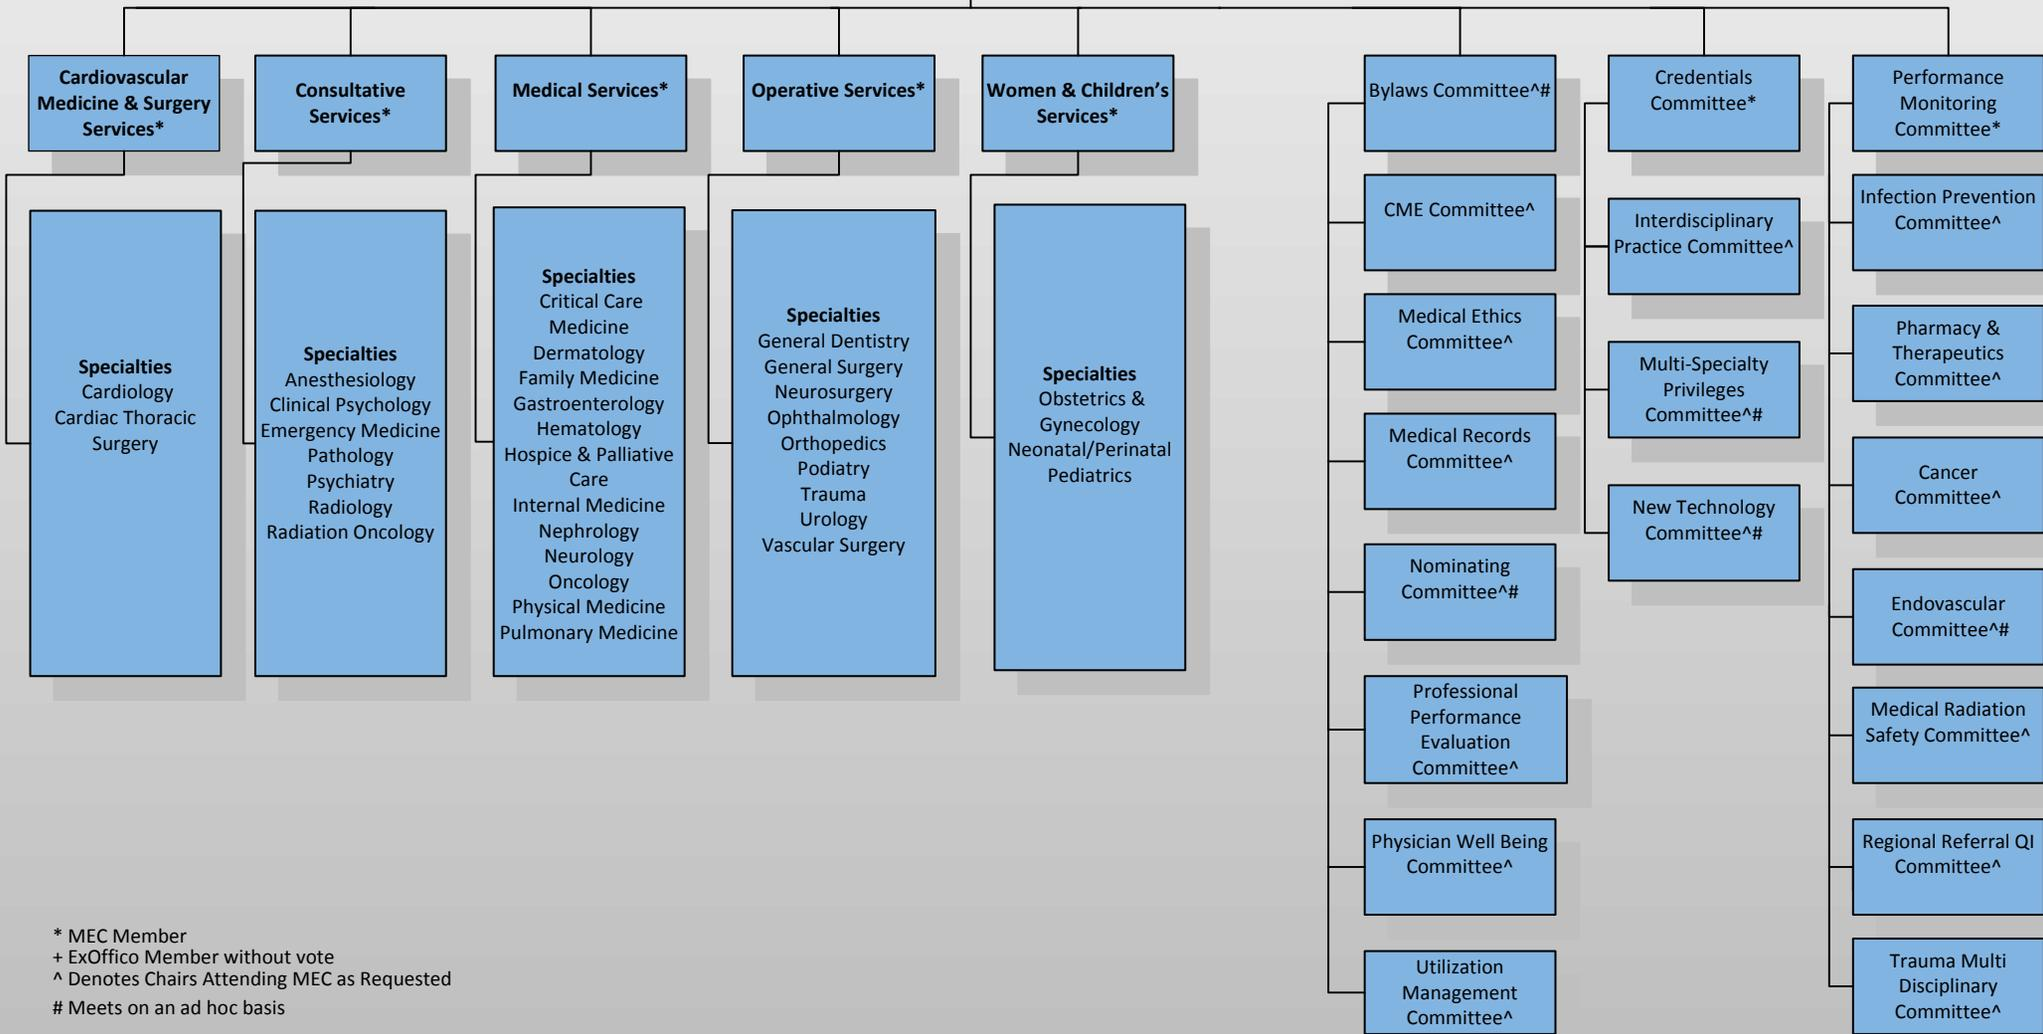 Cardiovascular
Medicine & Surgery
Services*
Consultative
Services*
Medical Services*
Operative Services*
Women & Children’s
Services*
Specialties
Cardiology
Cardiac Thoracic
Surgery
Specialties
Anesthesiology
Clinical Psychology
Emergency Medicine
Pathology
Psychiatry
Radiology
Radiation Oncology
Specialties
Critical Care
Medicine
Dermatology
Family Medicine
Gastroenterology
Hematology
Hospice & Palliative
Care
Internal Medicine
Nephrology
Neurology
Oncology
Physical Medicine
Pulmonary Medicine
Specialties
General Dentistry
General Surgery
Neurosurgery
Ophthalmology
Orthopedics
Podiatry
Trauma
Urology
Vascular Surgery
Specialties
Obstetrics &
Gynecology
Neonatal/Perinatal
Pediatrics
Bylaws Committee^#
CME Committee^
Medical Ethics
Committee^
Medical Records
Committee^
Nominating
Committee^#
Professional
Performance
Evaluation
Committee^
Physician Well Being
Committee^
Utilization
Management
Committee^
Credentials
Committee*
Interdisciplinary
Practice Committee^
Multi-Specialty
Privileges
Committee^#
New Technology
Committee^#
Performance
Monitoring
Committee*
Infection Prevention
Committee^
Pharmacy &
Therapeutics
Committee^
Cancer
Committee^
Endovascular
Committee^#
Medical Radiation
Safety Committee^
Regional Referral QI
Committee^
Trauma Multi
Disciplinary
Committee^
* MEC Member
+ ExOffico Member without vote
^ Denotes Chairs Attending MEC as Requested
# Meets on an ad hoc basis